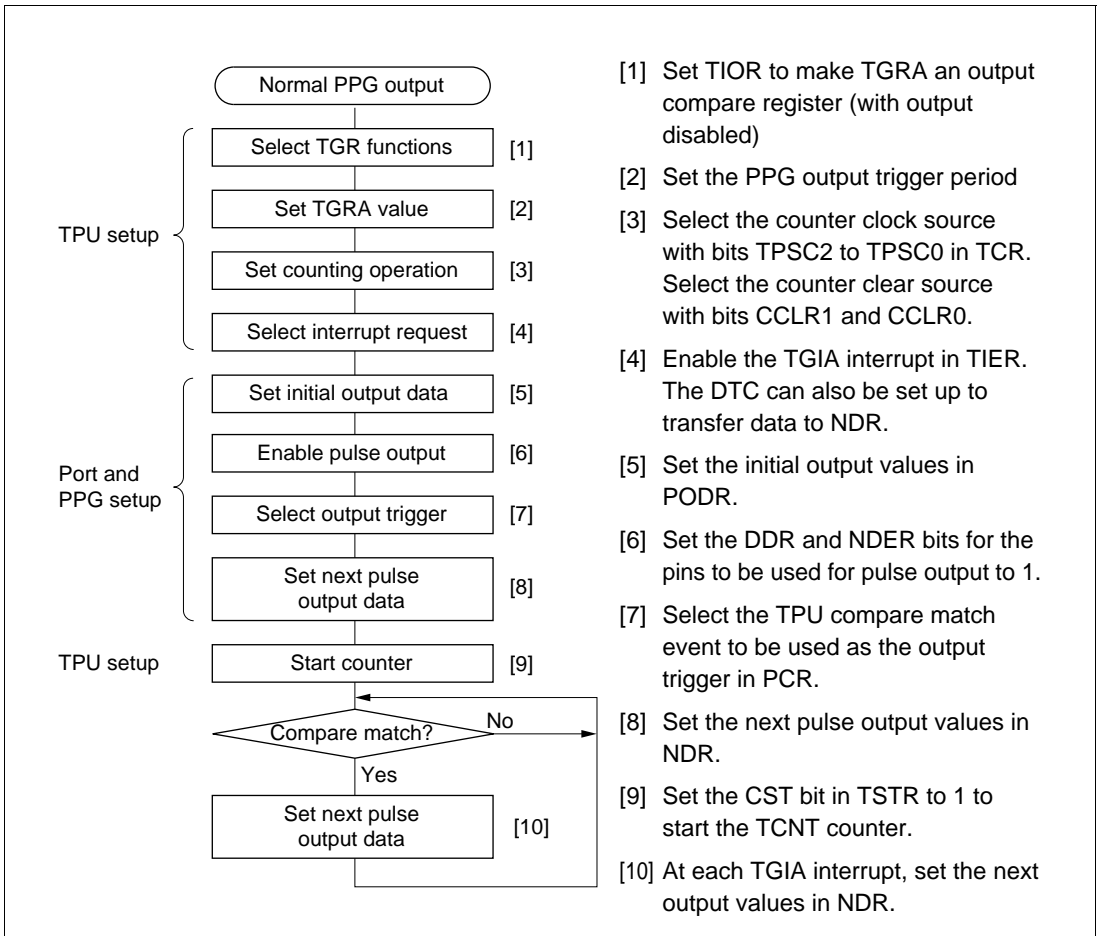 Normal PPG output
Select TGR functions [1]
Set TGRA value [2]
TPU setup
Set counting operation [3]
Select interrupt request [4]
Set initial output data [5]
Enable pulse output [6]
Port and
PPG setup
Select output trigger [7]
Set next pulse
output data [8]
TPU setup
Start counter [9]
Compare match? No
Yes
Set next pulse
output data [10]
[1] Set TIOR to make TGRA an output
compare register (with output
disabled)
[2] Set the PPG output trigger period
[3] Select the counter clock source
with bits TPSC2 to TPSC0 in TCR.
Select the counter clear source
with bits CCLR1 and CCLR0.
[4] Enable the TGIA interrupt in TIER.
The DTC can also be set up to
transfer data to NDR.
[5] Set the initial output values in
PODR.
[6] Set the DDR and NDER bits for the
pins to be used for pulse output to 1.
[7] Select the TPU compare match
event to be used as the output
trigger in PCR.
[8] Set the next pulse output values in
NDR.
[9] Set the CST bit in TSTR to 1 to
start the TCNT counter.
[10] At each TGIA interrupt, set the next
output values in NDR.